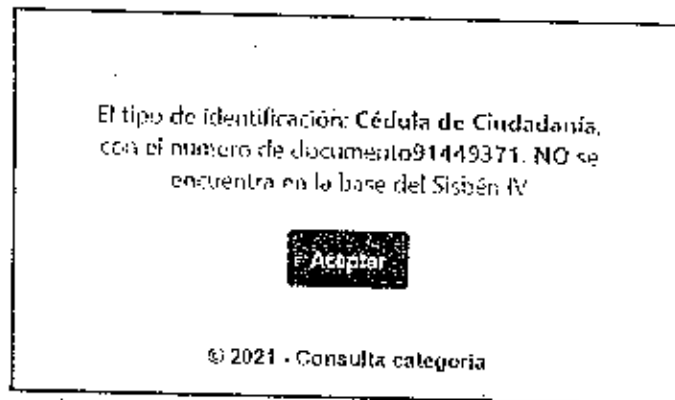 El tipo de identificación: Cédula de Ciudadanía,
con el numero de documento91449371. NO se
encuentra en la base del Sisbén IV
Aceptar
© 2021 - Consulta categoria